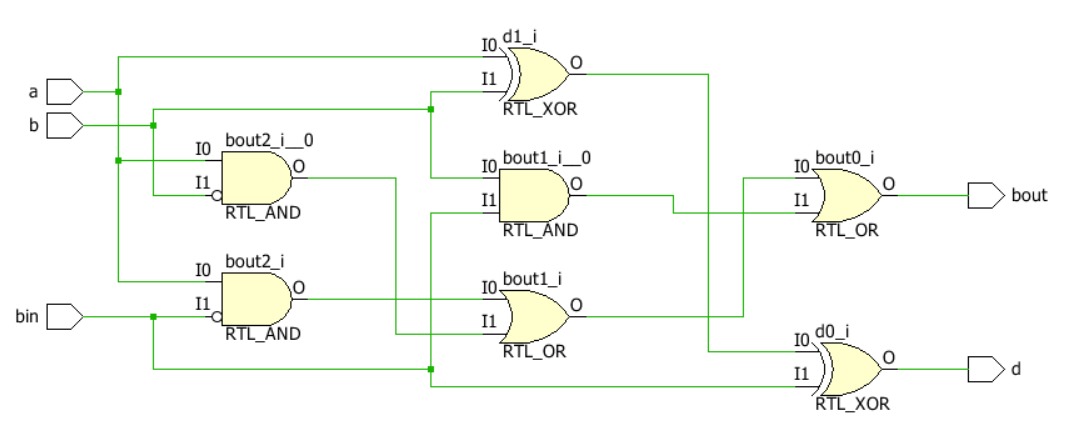 d1_i
I0
O
I1
RTL_XOR
a
b
bout2_i__0
I0
O
I1
RTL_AND
bout1_i__0
I0
O
I1
RTL_AND
bout0_i
I0
O
I1
RTL_OR
bout
bin
bout2_i
I0
O
I1
RTL_AND
bout1_i
I0
O
I1
RTL_OR
d0_i
I0
O
I1
RTL_XOR
d